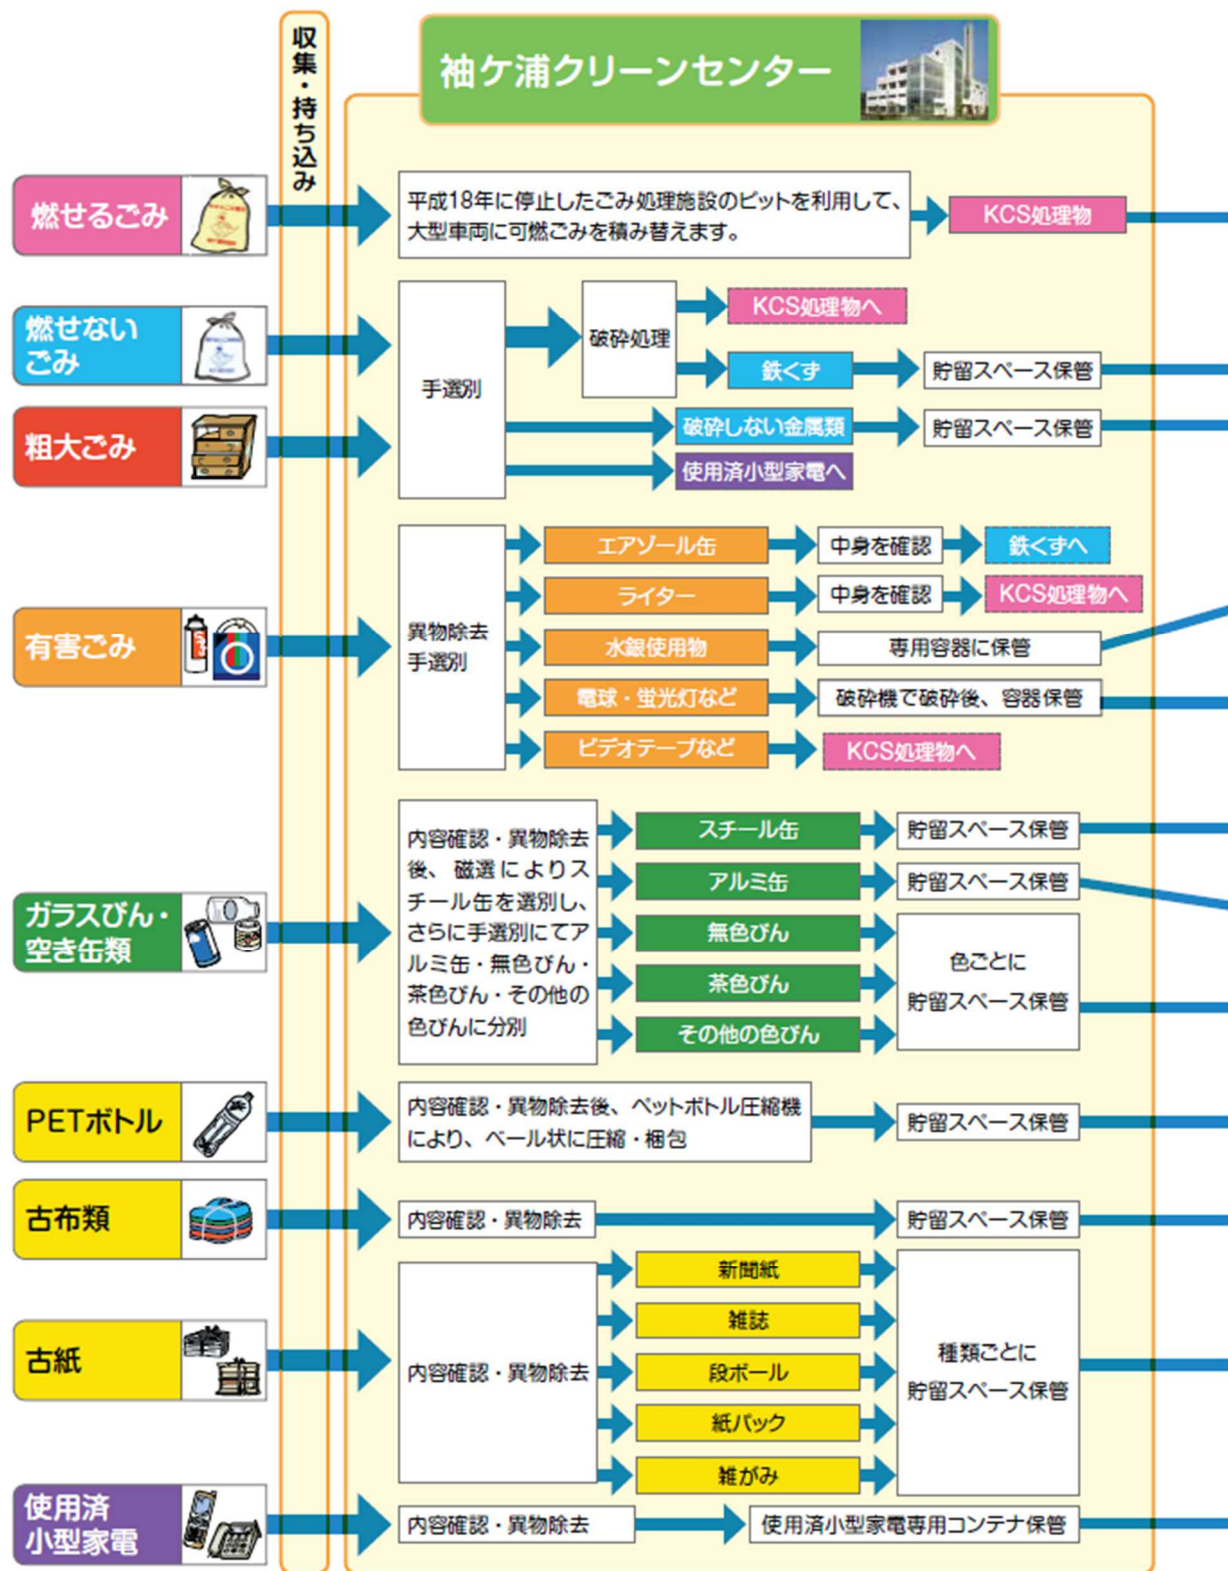 収集・持ち込み
袖ケ浦クリーンセンター
燃せるごみ
平成18年に停止したごみ処理施設のピットを利用して、
大型車両に可燃ごみを積み替えます。
KCS処理物
燃せない
ごみ
粗大ごみ
手選別
破砕処理
KCS処理物へ
鉄くず
貯留スペース保管
破砕しない金属類
貯留スペース保管
使用済小型家電へ
有害ごみ
異物除去
手選別
エアゾール缶
中身を確認
鉄くずへ
ライター
中身を確認
KCS処理物へ
水銀使用物
専用容器に保管
電球・蛍光灯など
破砕機で破砕後、容器保管
ビデオテープなど
KCS処理物へ
ガラスびん・
空き缶類
内容確認・異物除去
後、磁選によりス
チール缶を選別し、
さらに手選別にてア
ルミ缶・無色びん・
茶色びん・その他の
色びんに分別
スチール缶
貯留スペース保管
アルミ缶
貯留スペース保管
無色びん
茶色びん
その他の色びん
色ごとに
貯留スペース保管
PETボトル
内容確認・異物除去後、ペットボトル圧縮機
により、ベール状に圧縮・梱包
貯留スペース保管
古布類
内容確認・異物除去
貯留スペース保管
古紙
内容確認・異物除去
新聞紙
雑誌
段ボール
紙パック
雑がみ
種類ごとに
貯留スペース保管
使用済
小型家電
内容確認・異物除去
使用済小型家電専用コンテナ保管